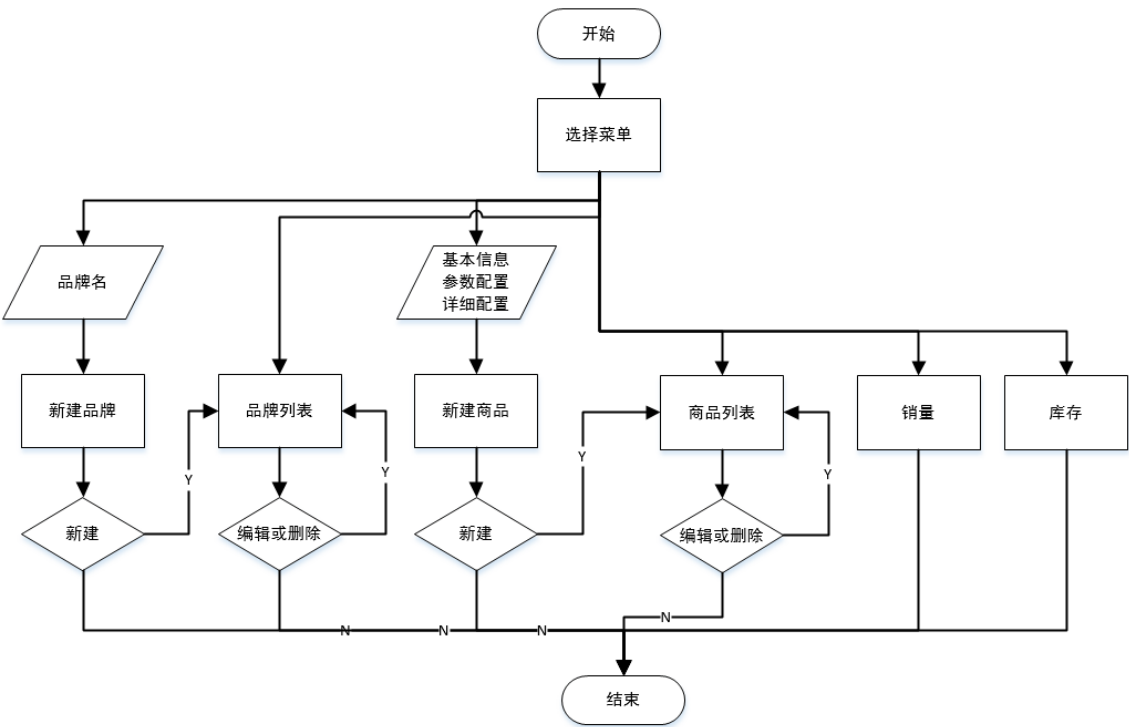 开始
选择菜单
品牌名
基本信息
参数配置
详细配置
新建品牌
品牌列表
新建商品
商品列表
销量
库存
Y
Y
Y
Y
新建
编辑或删除
新建
编辑或删除
N
N
N
N
结束